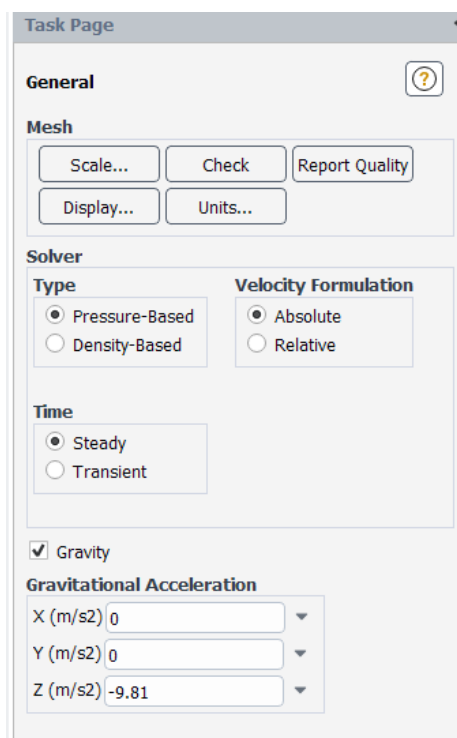 Task Page
General
?
Mesh
Scale... Check Report Quality
Display... Units...
Solver
Type Velocity Formulation
Pressure-Based Absolute
Density-Based Relative
Time
Steady
Transient
Gravity
Gravitational Acceleration
X (m/s2) 0
Y (m/s2) 0
Z (m/s2) -9.81